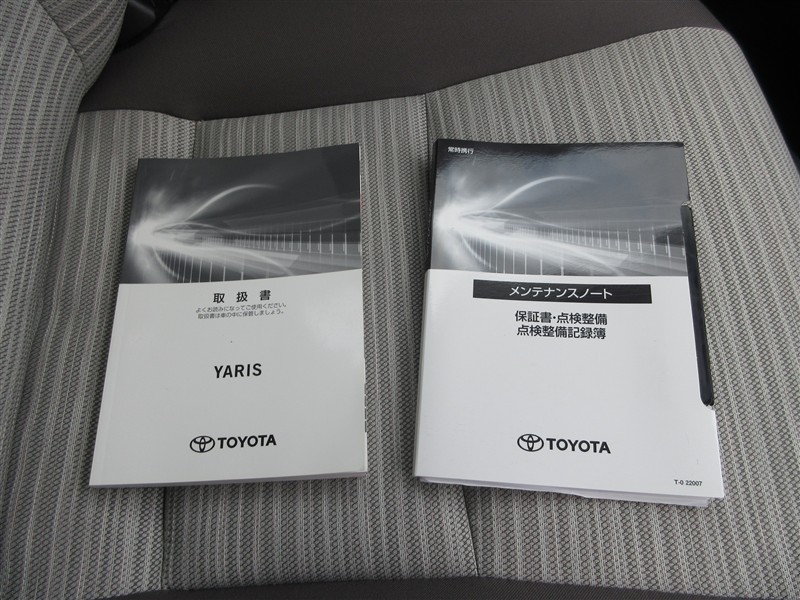 取扱書
よくお読みになってご使用ください。
取扱書は車の中に保管しましょう。
YARIS
TOYOTA
常時携行
メンテナンスノート
保証書・点検整備
点検整備記録簿
TOYOTA
T-0 22007